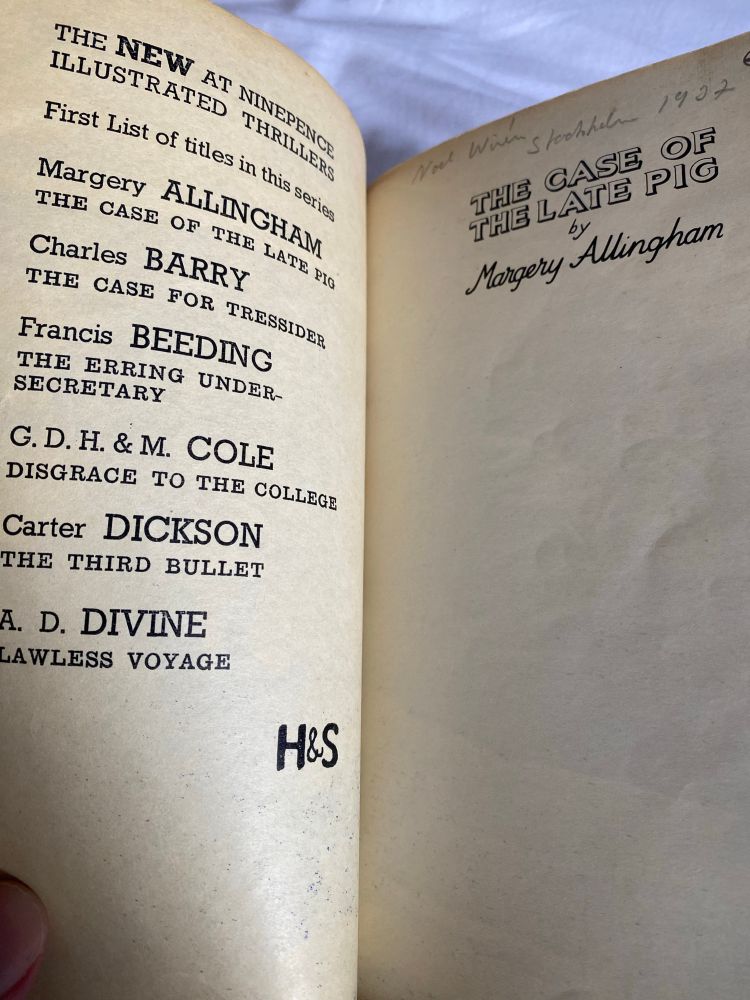 THE NEW AT NINEPENCE
ILLUSTRATED THRILLERS
First List of titles in this series
Margery ALLINGHAM
THE CASE OF THE LATE PIG
Charles BARRY
THE CASE FOR TRESSIDER
Francis BEEDING
THE ERRING UNDER-
SECRETARY
G. D. H. & M. COLE
DISGRACE TO THE COLLEGE
Carter DICKSON
THE THIRD BULLET
A. D. DIVINE
LAWLESS VOYAGE
H&S
Stockholm 1937
THE CASE OF
THE LATE PIG
by
Margery Allingham